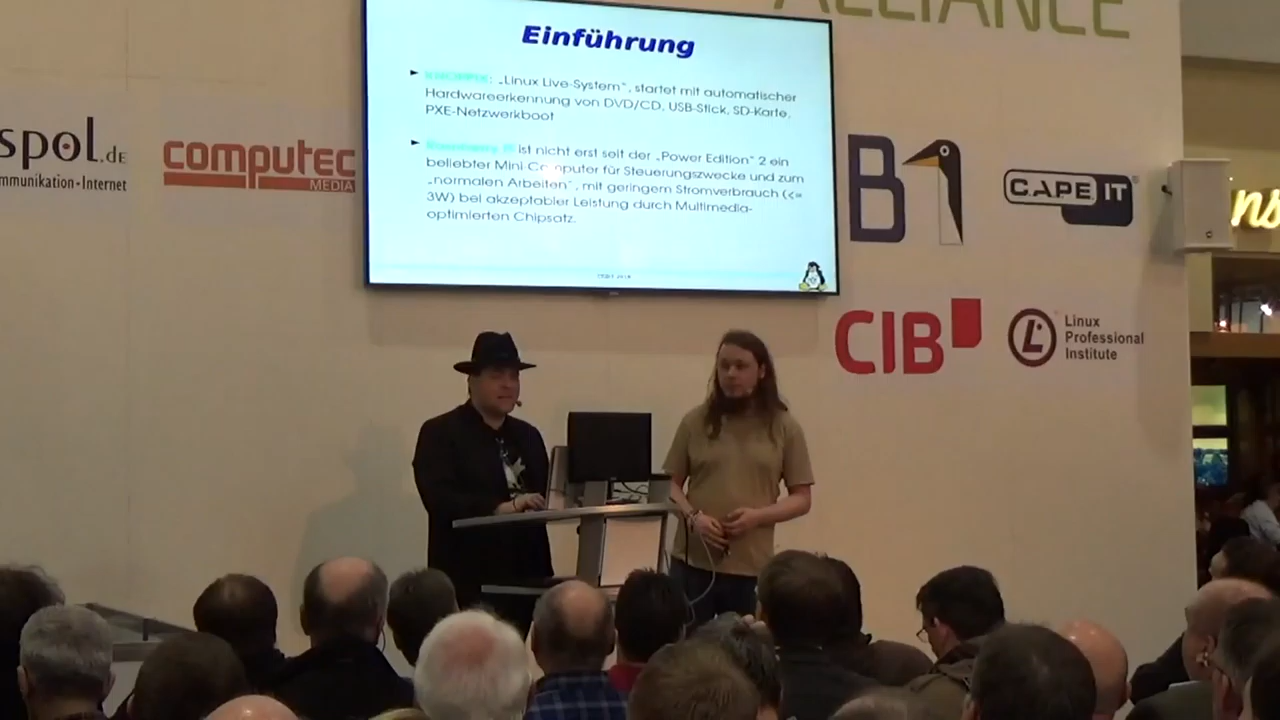 ALLIANCE
Einführung
KNOPPIX: „Linux Live-System“, startet mit automatischer
Hardwareerkennung von DVD/CD, USB-Stick, SD-Karte,
PXE-Netzwerkboot
ist nicht erst seit der „Power Edition“ 2 ein
beliebter Mini-Computer für Steuerungszwecke und zum
„normalen Arbeiten“, mit geringem Stromverbrauch (<=
3W) bei akzeptabler Leistung durch Multimedia-
optimierten Chipsatz.
spol.de
mmunikation•Internet
computec
MEDIA
B1
CAPE IT
CIB
Linux
Professional
Institute
ns